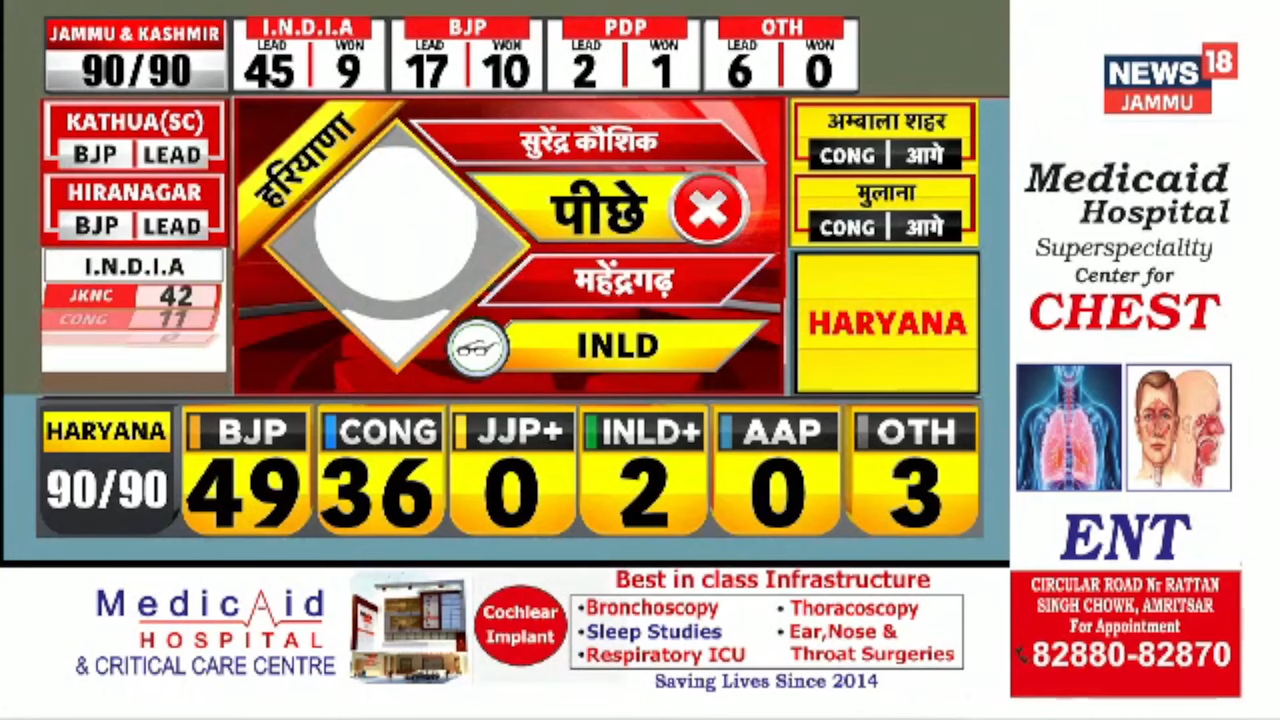 JAMMU & KASHMIR
90/90
I.N.D.I.A
LEAD WON
45 9
BJP
LEAD WON
17 10
PDP
LEAD WON
2 1
OTH
LEAD WON
6 0
KATHUA(SC)
BJP LEAD
HIRANAGAR
BJP LEAD
I.N.D.I.A
JKNC 42
CONG 11
हरियाणा
सुरेंद्र कौशिक
पीछे
महेंद्रगढ़
INLD
अम्बाला शहर
CONG आगे
मुलाना
CONG आगे
HARYANA
HARYANA
90/90
BJP
49
CONG
36
JJP+
0
INLD+
2
AAP
0
OTH
3
NEWS 18
JAMMU
Medicaid
Hospital
Superspeciality
Center for
CHEST
ENT
CIRCULAR ROAD Nr RATTAN
SINGH CHOWK, AMRITSAR
For Appointment
82880-82870
MedicAid
HOSPITAL
& CRITICAL CARE CENTRE
Cochlear
Implant
Best in class Infrastructure
•Bronchoscopy
•Sleep Studies
•Respiratory ICU
• Thoracoscopy
• Ear,Nose &
Throat Surgeries
Saving Lives Since 2014